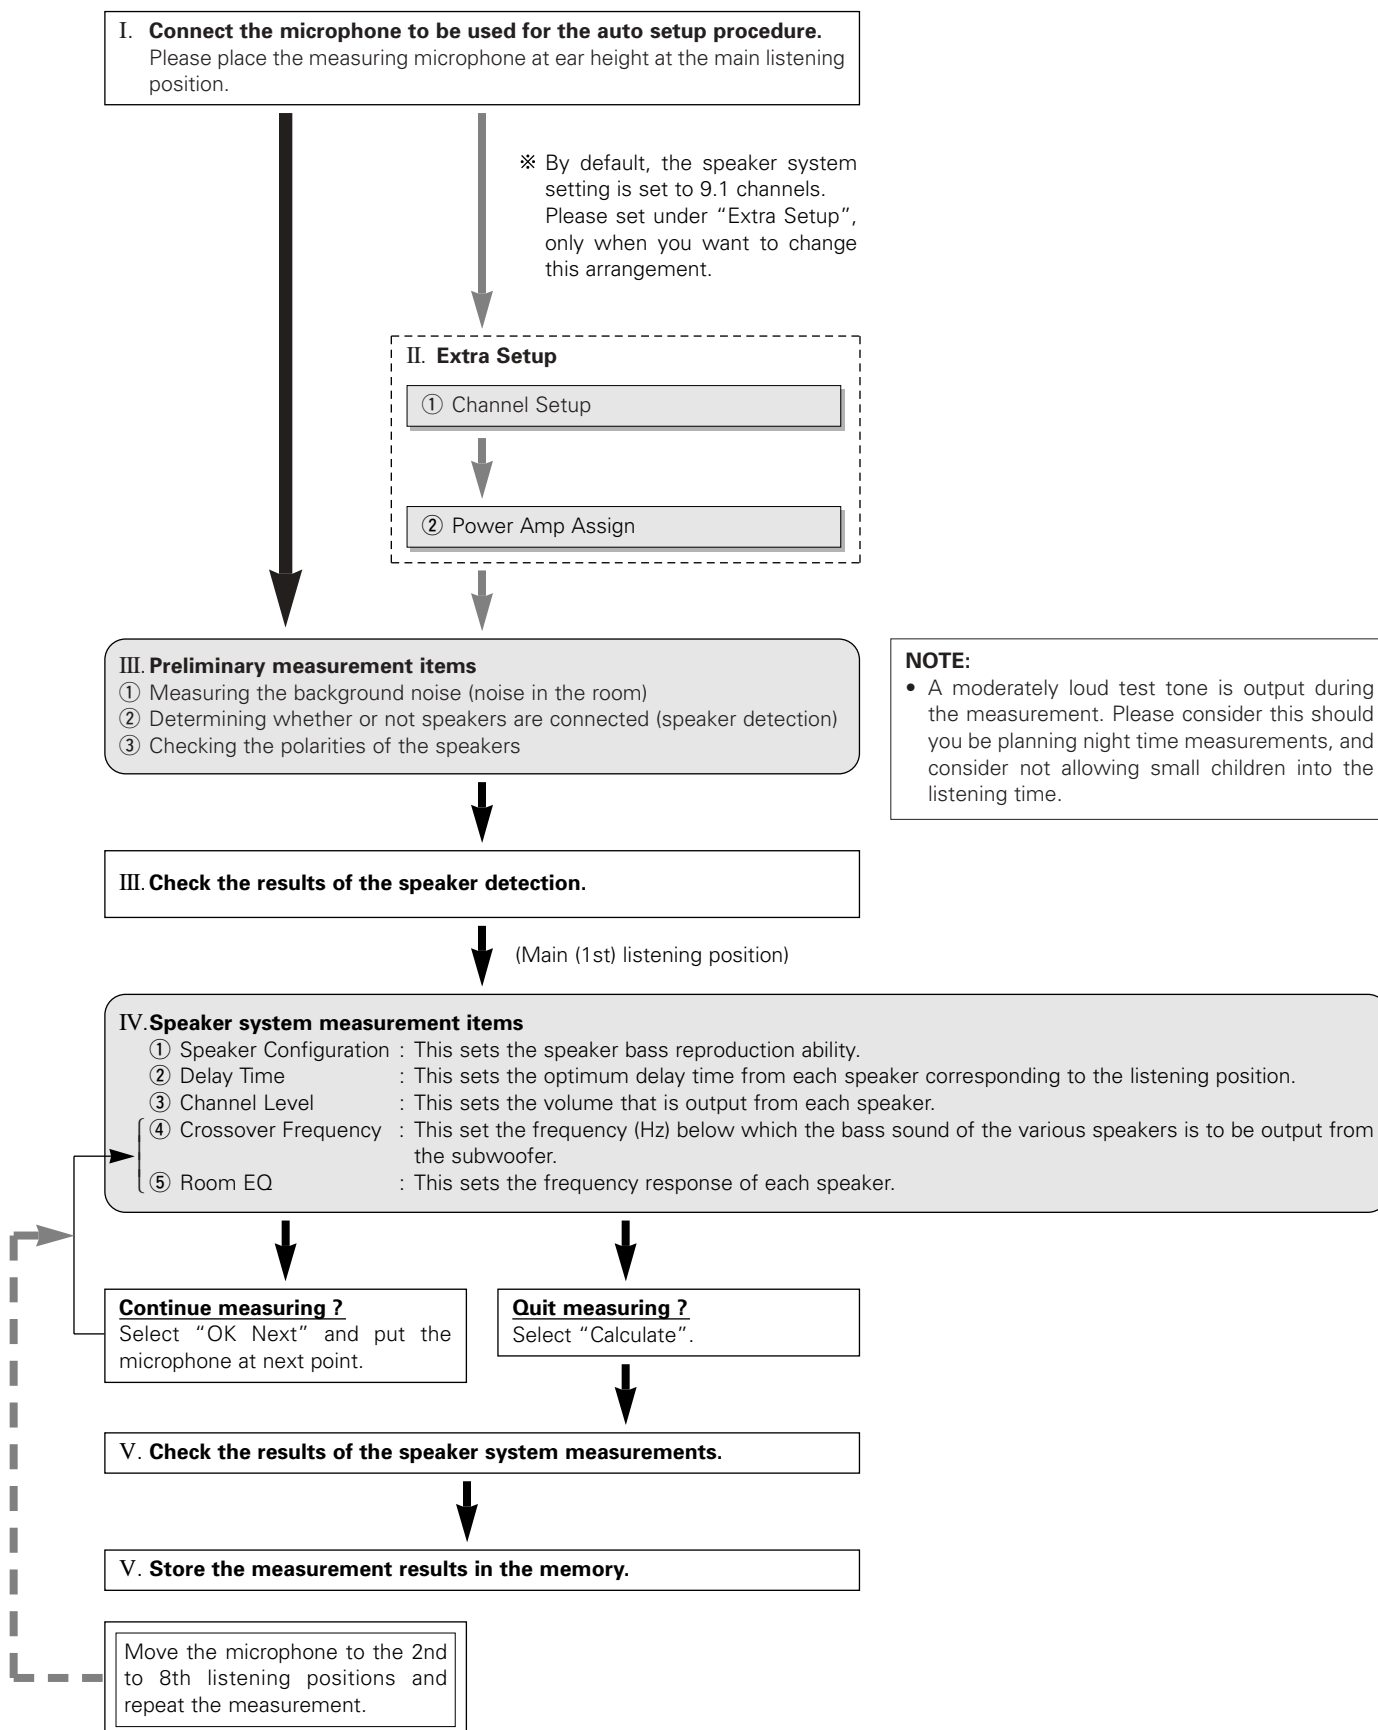 I. Connect the microphone to be used for the auto setup procedure.
Please place the measuring microphone at ear height at the main listening
position.
※ By default, the speaker system
setting is set to 9.1 channels.
Please set under “Extra Setup”,
only when you want to change
this arrangement.
II. Extra Setup
① Channel Setup
② Power Amp Assign
III. Preliminary measurement items
① Measuring the background noise (noise in the room)
② Determining whether or not speakers are connected (speaker detection)
③ Checking the polarities of the speakers
NOTE:
• A moderately loud test tone is output during
the measurement. Please consider this should
you be planning night time measurements, and
consider not allowing small children into the
listening time.
III. Check the results of the speaker detection.
(Main (1st) listening position)
IV. Speaker system measurement items
① Speaker Configuration : This sets the speaker bass reproduction ability.
② Delay Time : This sets the optimum delay time from each speaker corresponding to the listening position.
③ Channel Level : This sets the volume that is output from each speaker.
④ Crossover Frequency : This set the frequency (Hz) below which the bass sound of the various speakers is to be output from
the subwoofer.
⑤ Room EQ : This sets the frequency response of each speaker.
Continue measuring ?
Select “OK Next” and put the
microphone at next point.
Quit measuring ?
Select “Calculate”.
V. Check the results of the speaker system measurements.
V. Store the measurement results in the memory.
Move the microphone to the 2nd
to 8th listening positions and
repeat the measurement.